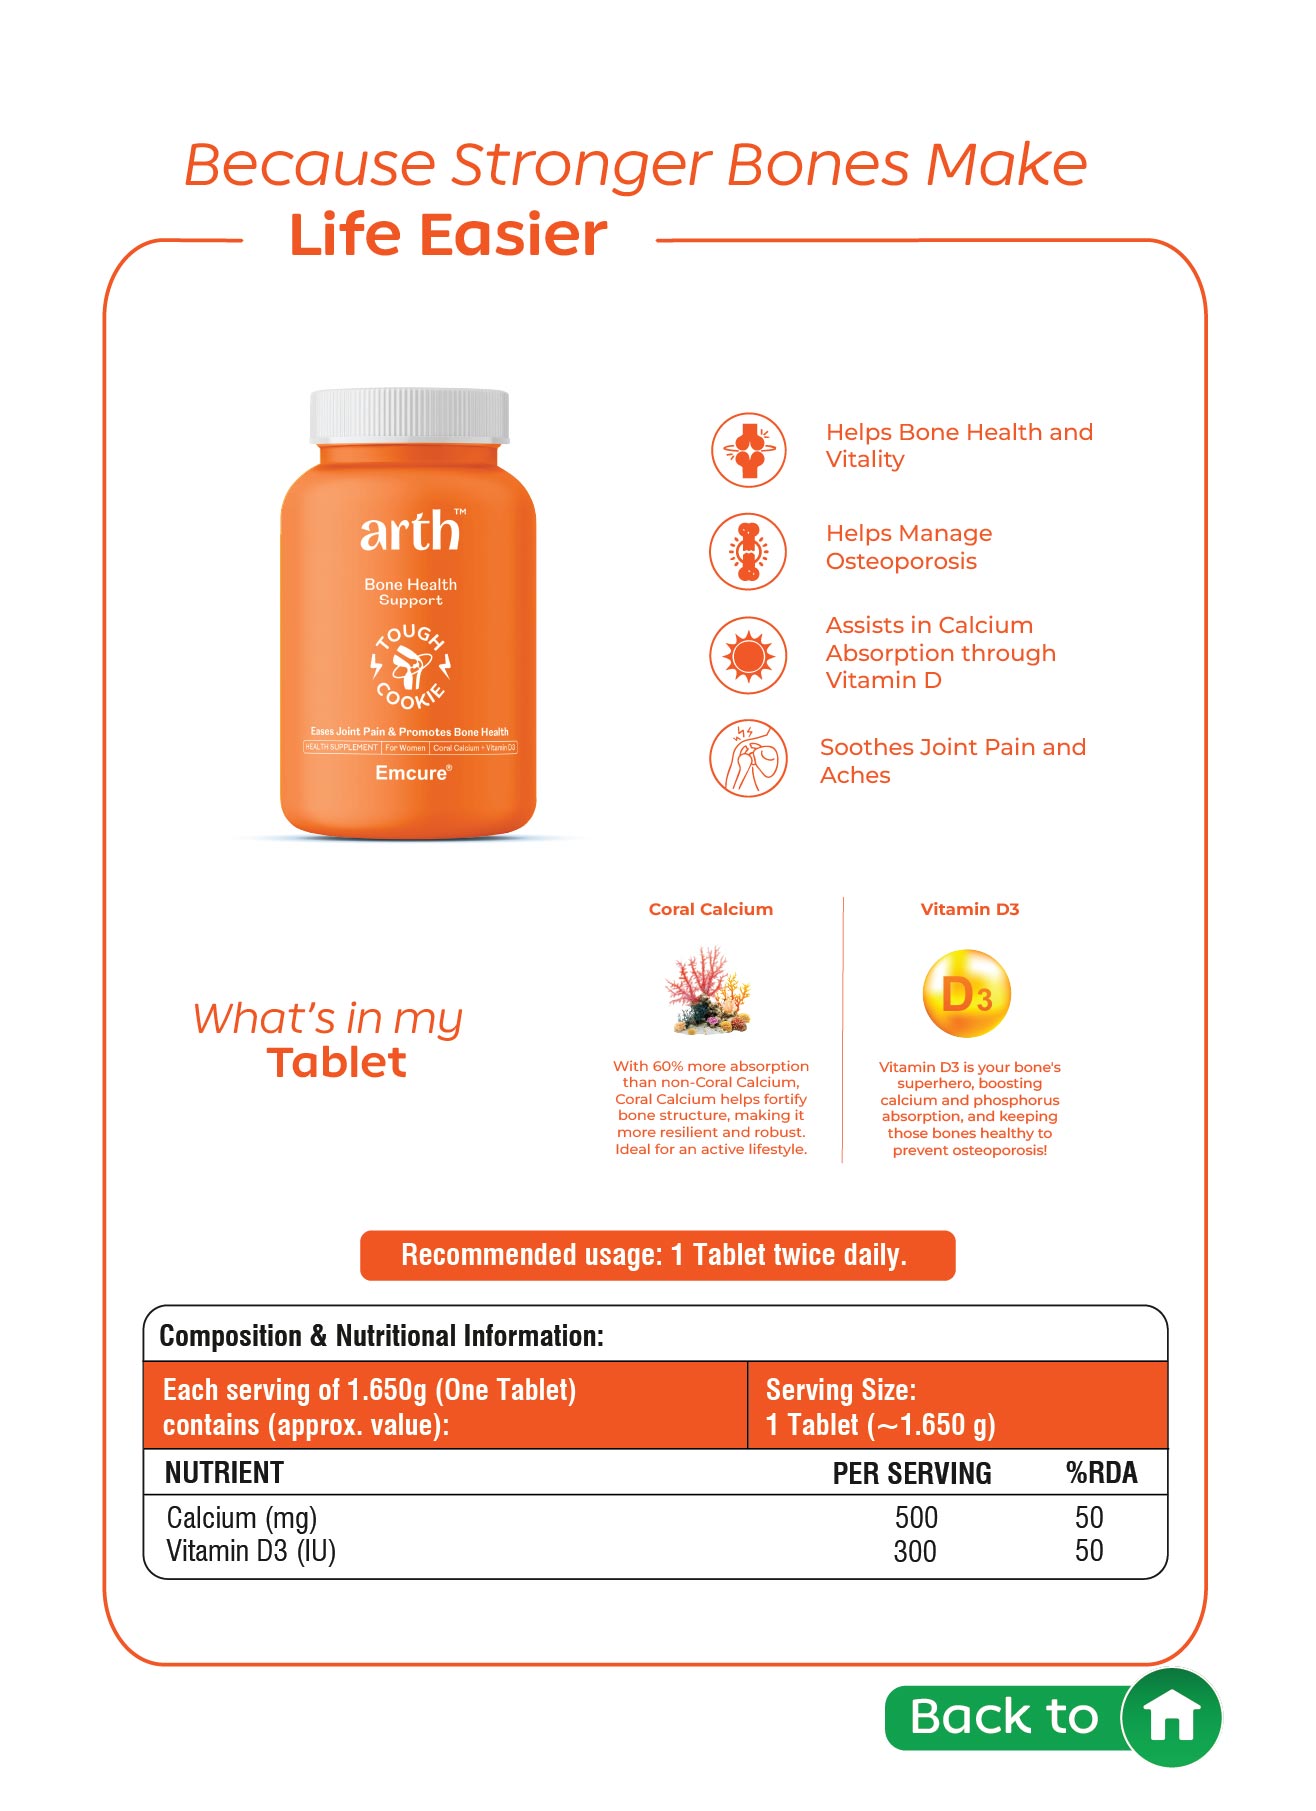 Because Stronger Bones Make
Life Easier
arth™
Bone Health
Support
TOUGH
COOKIE
Eases Joint Pain & Promotes Bone Health
HEALTH SUPPLEMENT | For Women | Coral Calcium + Vitamin D3
Emcure®
Helps Bone Health and
Vitality
Helps Manage
Osteoporosis
Assists in Calcium
Absorption through
Vitamin D
Soothes Joint Pain and
Aches
What's in my
Tablet
Coral Calcium
With 60% more absorption
than non-Coral Calcium,
Coral Calcium helps fortify
bone structure, making it
more resilient and robust.
Ideal for an active lifestyle.
Vitamin D3
D3
Vitamin D3 is your bone's
superhero, boosting
calcium and phosphorus
absorption, and keeping
those bones healthy to
prevent osteoporosis!
Recommended usage: 1 Tablet twice daily.
Composition & Nutritional Information:
Each serving of 1.650g (One Tablet)
contains (approx. value):
Serving Size:
1 Tablet (~1.650 g)
NUTRIENT PER SERVING %RDA
Calcium (mg) 500 50
Vitamin D3 (IU) 300 50
Back to